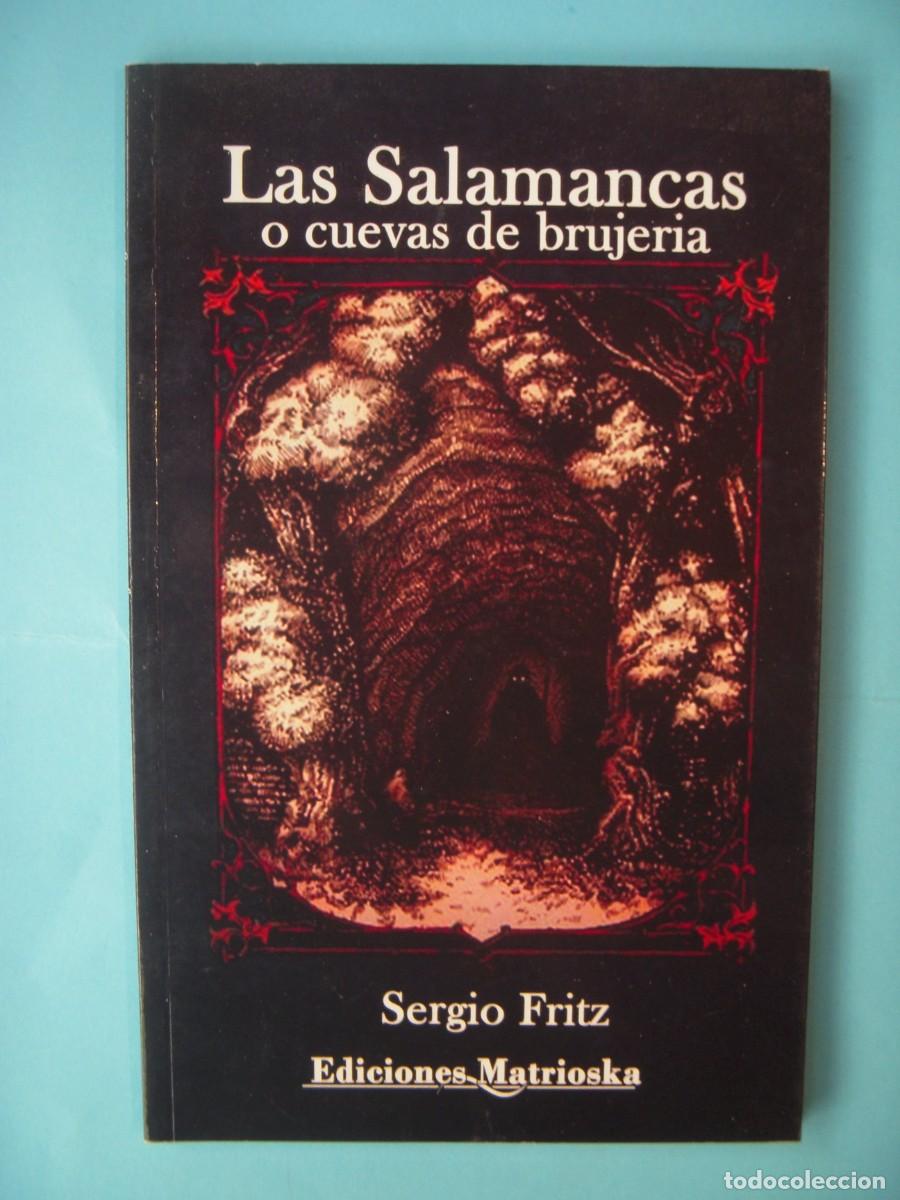 Las Salamancas
o cuevas de brujeria
Sergio Fritz
Ediciones Matrioska
todocoleccion